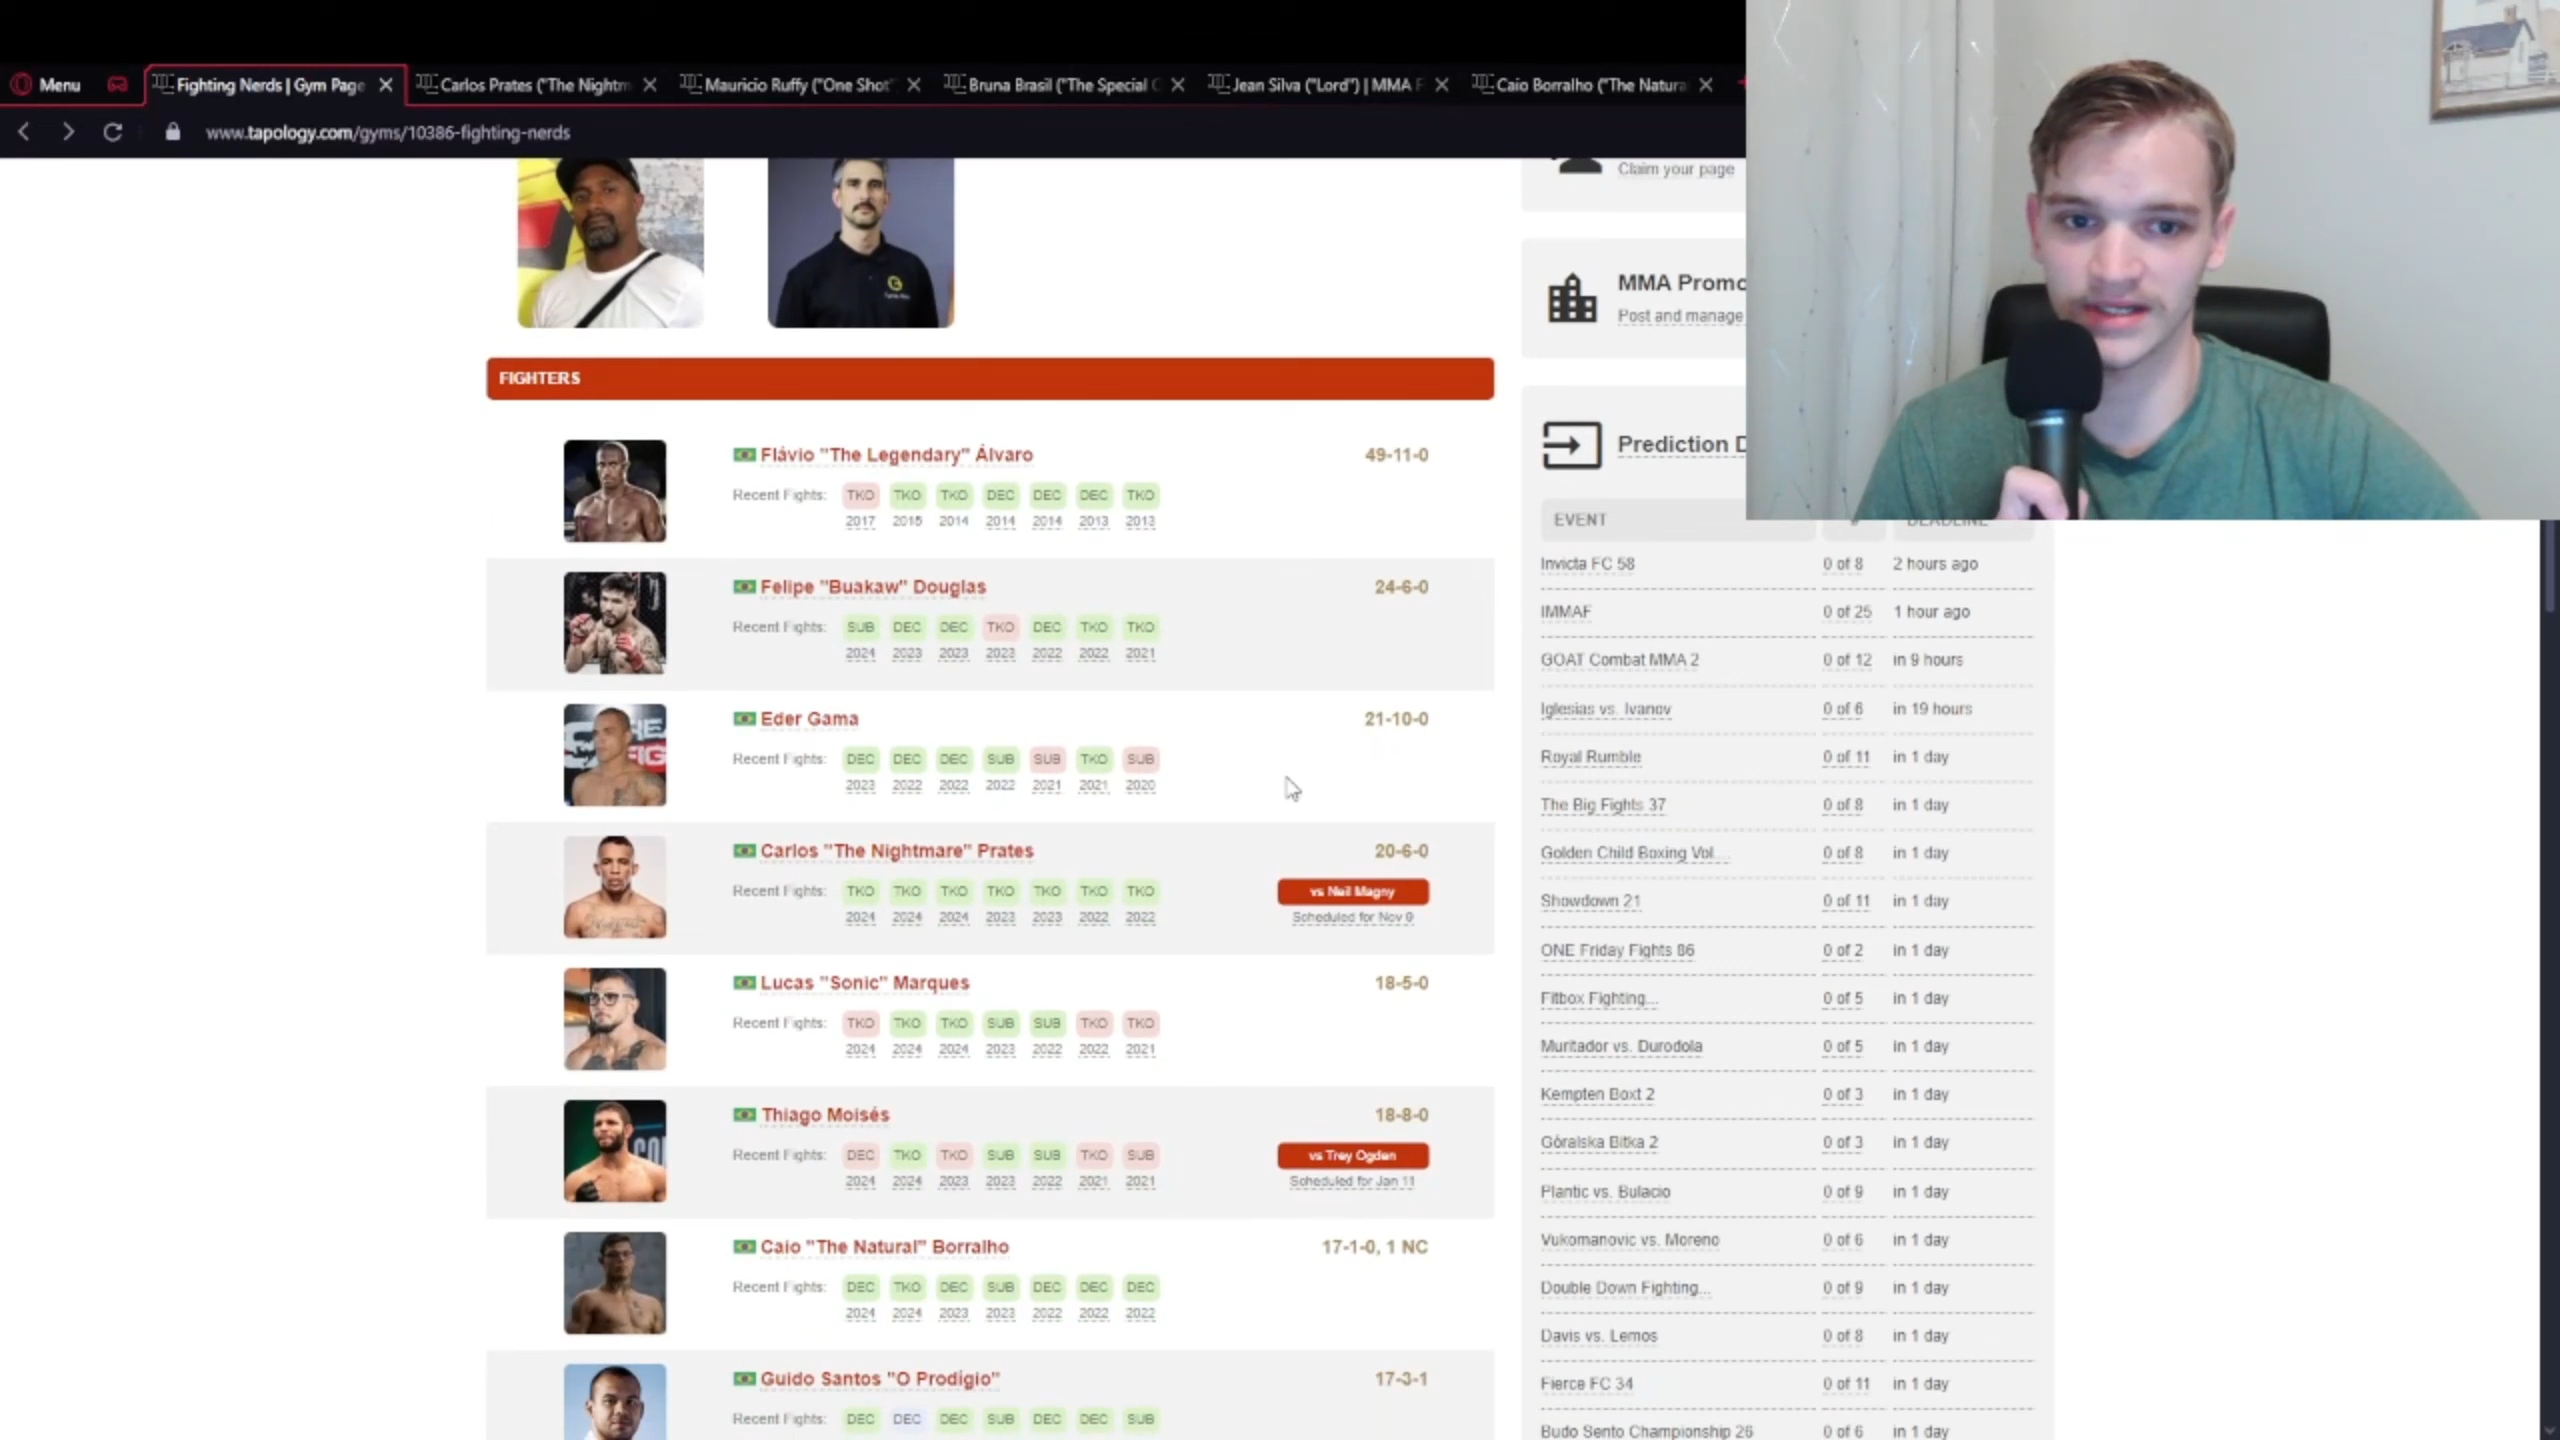 Menu
Fighting Nerds | Gym Page
Carlos Prates ("The Nightm
Mauricio Ruffy ("One Shot"
Bruna Brasil ("The Special C
Jean Silva ("Lord") | MMA F
Caio Borralho ("The Natura
www.tapology.com/gyms/10386-fighting-nerds
Claim your page
MMA Promo
Post and manage
FIGHTERS
Flávio "The Legendary" Álvaro
49-11-0
Recent Fights: TKO TKO TKO DEC DEC DEC TKO
2017 2015 2014 2014 2014 2013 2013
Felipe "Buakaw" Douglas
24-6-0
Recent Fights: SUB DEC DEC TKO DEC TKO TKO
2024 2023 2023 2023 2022 2022 2021
Eder Gama
21-10-0
Recent Fights: DEC DEC DEC SUB SUB TKO SUB
2023 2022 2022 2022 2021 2021 2020
Carlos "The Nightmare" Prates
20-6-0
Recent Fights: TKO TKO TKO TKO TKO TKO TKO
2024 2024 2024 2023 2023 2022 2022
vs Neil Magny
Scheduled for Nov 9
Lucas "Sonic" Marques
18-5-0
Recent Fights: TKO TKO TKO SUB SUB TKO TKO
2024 2024 2024 2023 2022 2022 2021
Thiago Moisés
18-8-0
Recent Fights: DEC TKO TKO SUB SUB TKO SUB
2024 2024 2023 2023 2022 2021 2021
vs Trey Ogden
Scheduled for Jan 11
Caio "The Natural" Borralho
17-1-0, 1 NC
Recent Fights: DEC TKO DEC SUB DEC DEC DEC
2024 2024 2023 2023 2022 2022 2022
Guido Santos "O Prodígio"
17-3-1
Recent Fights: DEC DEC DEC SUB DEC DEC SUB
Prediction D
EVENT DEADLINE
Invicta FC 58 0 of 8 2 hours ago
IMMAF 0 of 25 1 hour ago
GOAT Combat MMA 2 0 of 12 in 9 hours
Iglesias vs. Ivanov 0 of 6 in 19 hours
Royal Rumble 0 of 11 in 1 day
The Big Fights 37 0 of 8 in 1 day
Golden Child Boxing Vol.... 0 of 8 in 1 day
Showdown 21 0 of 11 in 1 day
ONE Friday Fights 86 0 of 2 in 1 day
Fitbox Fighting... 0 of 5 in 1 day
Muritador vs. Durodola 0 of 5 in 1 day
Kempten Boxt 2 0 of 3 in 1 day
Góralska Bitka 2 0 of 3 in 1 day
Plantic vs. Bulacio 0 of 9 in 1 day
Vukomanovic vs. Moreno 0 of 6 in 1 day
Double Down Fighting... 0 of 9 in 1 day
Davis vs. Lemos 0 of 8 in 1 day
Fierce FC 34 0 of 11 in 1 day
Budo Sento Championship 26 0 of 6 in 1 day